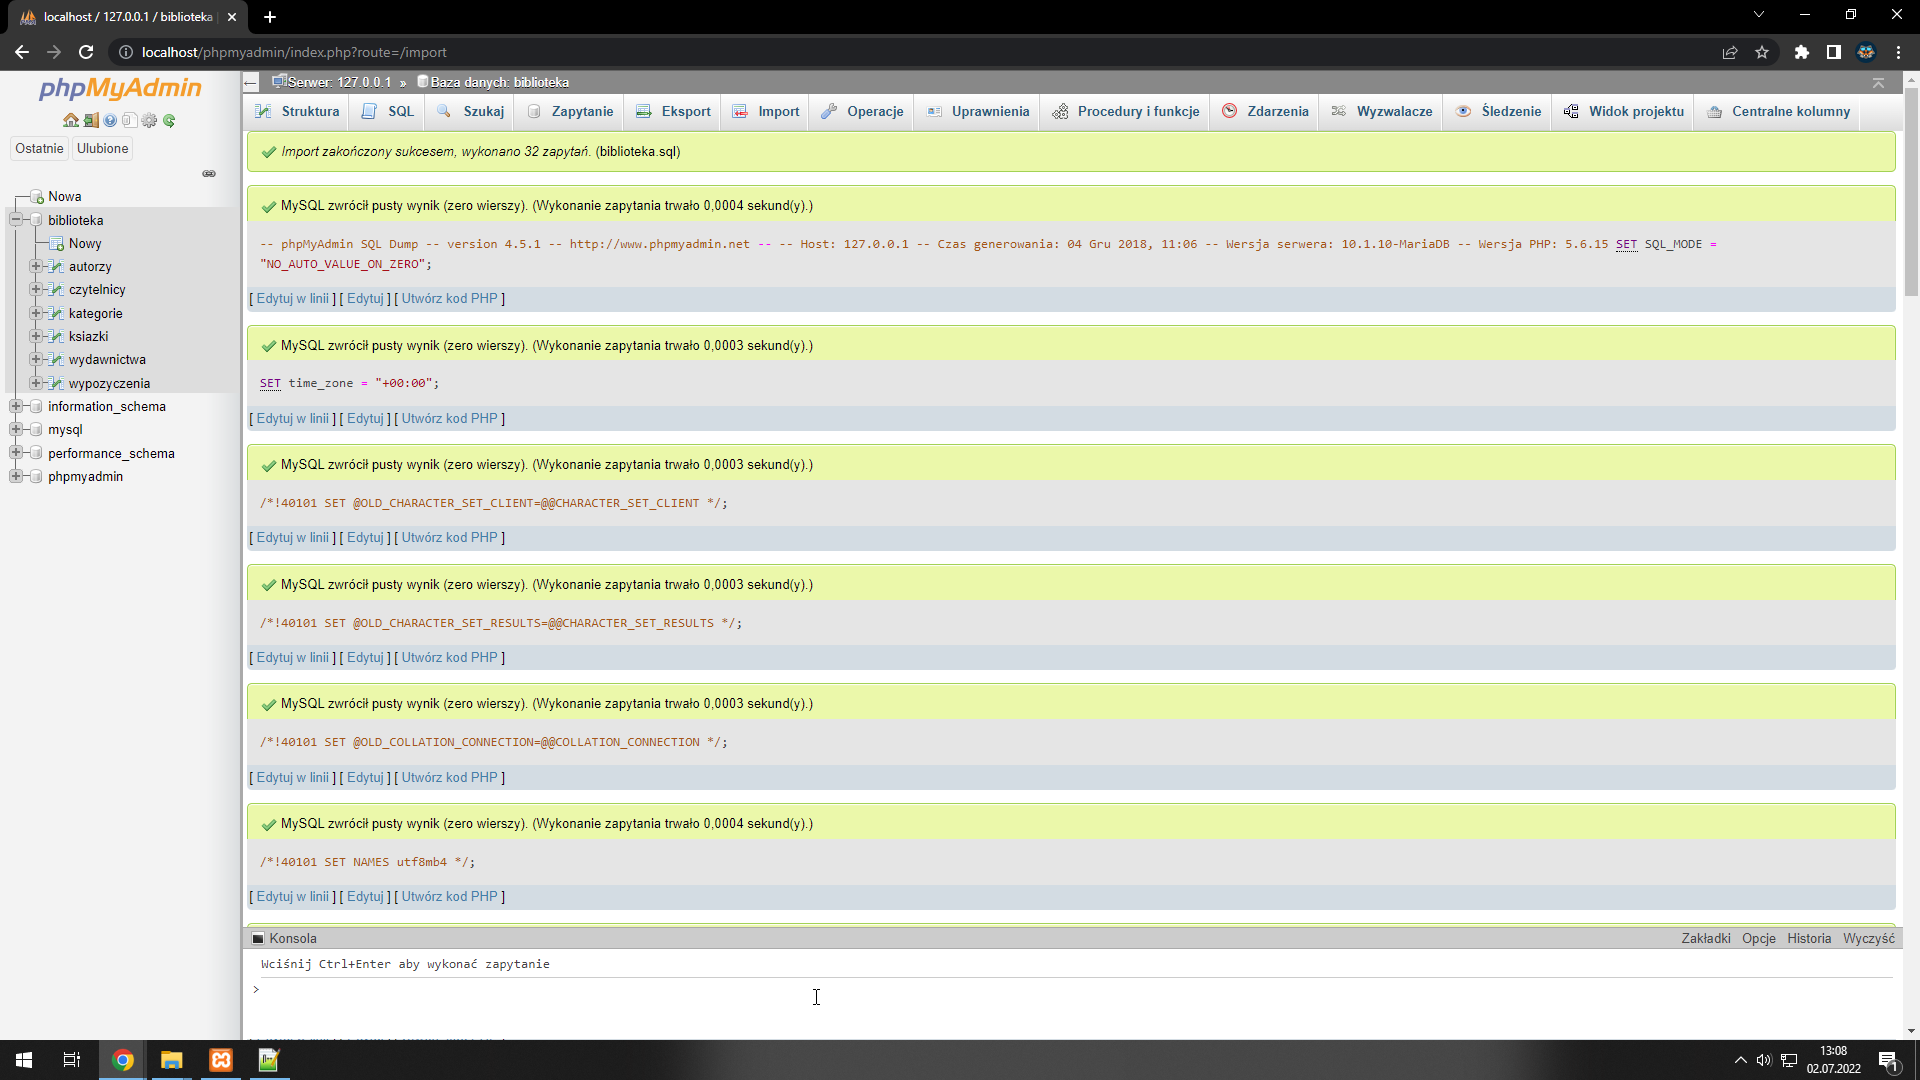 localhost / 127.0.0.1 / biblioteka
localhost/phpmyadmin/index.php?route=/import
phpMyAdmin
Ostatnie Ulubione
Nowa
biblioteka
Nowy
autorzy
czytelnicy
kategorie
ksiazki
wydawnictwa
wypozyczenia
information_schema
mysql
performance_schema
phpmyadmin
Serwer: 127.0.0.1 » Baza danych: biblioteka
Struktura SQL Szukaj Zapytanie Eksport Import Operacje Uprawnienia Procedury i funkcje Zdarzenia Wyzwalacze Śledzenie Widok projektu Centralne kolumny
Import zakończony sukcesem, wykonano 32 zapytań. (biblioteka.sql)
MySQL zwrócił pusty wynik (zero wierszy). (Wykonanie zapytania trwało 0,0004 sekund(y).)
-- phpMyAdmin SQL Dump -- version 4.5.1 -- http://www.phpmyadmin.net -- -- Host: 127.0.0.1 -- Czas generowania: 04 Gru 2018, 11:06 -- Wersja serwera: 10.1.10-MariaDB -- Wersja PHP: 5.6.15 SET SQL_MODE =
"NO_AUTO_VALUE_ON_ZERO";
[ Edytuj w linii ] [ Edytuj ] [ Utwórz kod PHP ]
MySQL zwrócił pusty wynik (zero wierszy). (Wykonanie zapytania trwało 0,0003 sekund(y).)
SET time_zone = "+00:00";
[ Edytuj w linii ] [ Edytuj ] [ Utwórz kod PHP ]
MySQL zwrócił pusty wynik (zero wierszy). (Wykonanie zapytania trwało 0,0003 sekund(y).)
/*!40101 SET @OLD_CHARACTER_SET_CLIENT=@@CHARACTER_SET_CLIENT */;
[ Edytuj w linii ] [ Edytuj ] [ Utwórz kod PHP ]
MySQL zwrócił pusty wynik (zero wierszy). (Wykonanie zapytania trwało 0,0003 sekund(y).)
/*!40101 SET @OLD_CHARACTER_SET_RESULTS=@@CHARACTER_SET_RESULTS */;
[ Edytuj w linii ] [ Edytuj ] [ Utwórz kod PHP ]
MySQL zwrócił pusty wynik (zero wierszy). (Wykonanie zapytania trwało 0,0003 sekund(y).)
/*!40101 SET @OLD_COLLATION_CONNECTION=@@COLLATION_CONNECTION */;
[ Edytuj w linii ] [ Edytuj ] [ Utwórz kod PHP ]
MySQL zwrócił pusty wynik (zero wierszy). (Wykonanie zapytania trwało 0,0004 sekund(y).)
/*!40101 SET NAMES utf8mb4 */;
[ Edytuj w linii ] [ Edytuj ] [ Utwórz kod PHP ]
Konsola Zakładki Opcje Historia Wyczyść
Wciśnij Ctrl+Enter aby wykonać zapytanie
>
13:08
02.07.2022
1